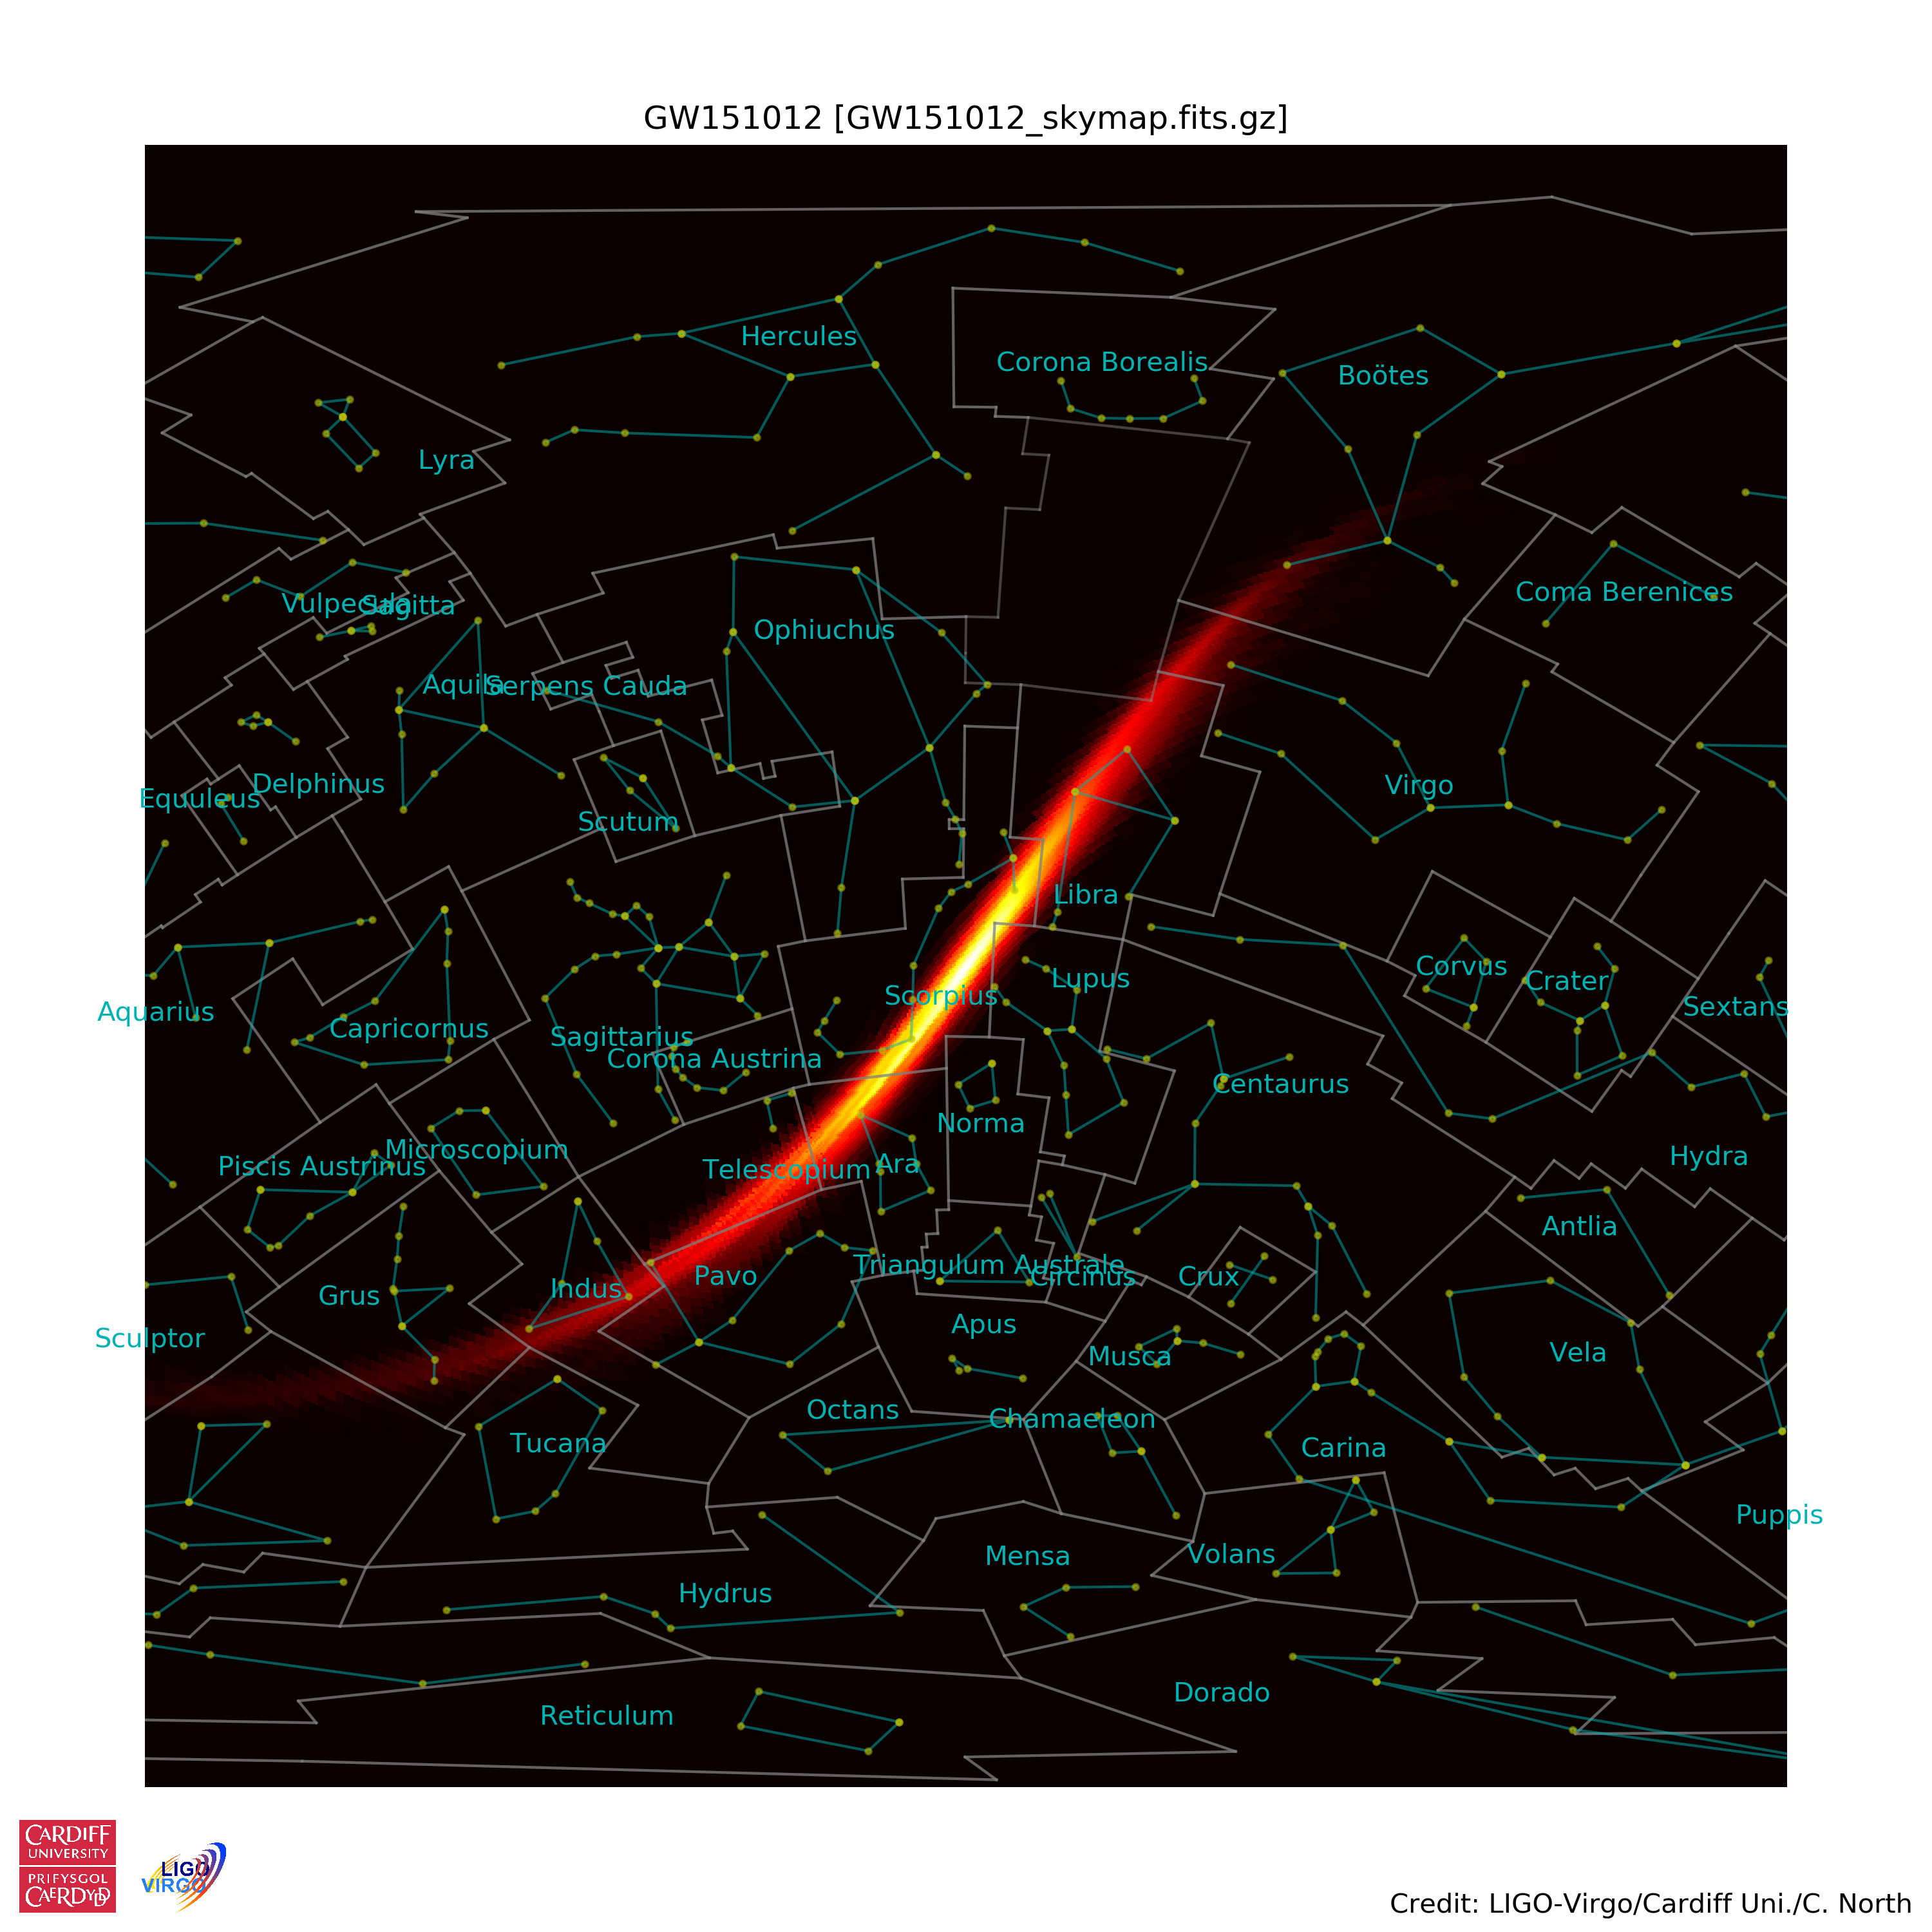 GW151012 [GW151012_skymap.fits.gz]
Hercules
Corona Borealis
Boötes
Lyra
Coma Berenices
Vulpecula
Sagitta
Ophiuchus
Aquila
Serpens Cauda
Delphinus
Virgo
Equuleus
Scutum
Libra
Corvus
Lupus
Crater
Scorpius
Sextans
Aquarius
Capricornus
Sagittarius
Corona Austrina
Centaurus
Norma
Microscopium
Hydra
Piscis Austrinus
Telescopium
Ara
Antlia
Triangulum Australe
Circinus
Crux
Pavo
Indus
Grus
Apus
Sculptor
Vela
Musca
Octans
Chamaeleon
Tucana
Carina
Puppis
Mensa
Volans
Hydrus
Dorado
Reticulum
CARDIFF
UNIVERSITY
PRIFYSGOL
CAERDYDD
LIGO
VIRGO
Credit: LIGO-Virgo/Cardiff Uni./C. North